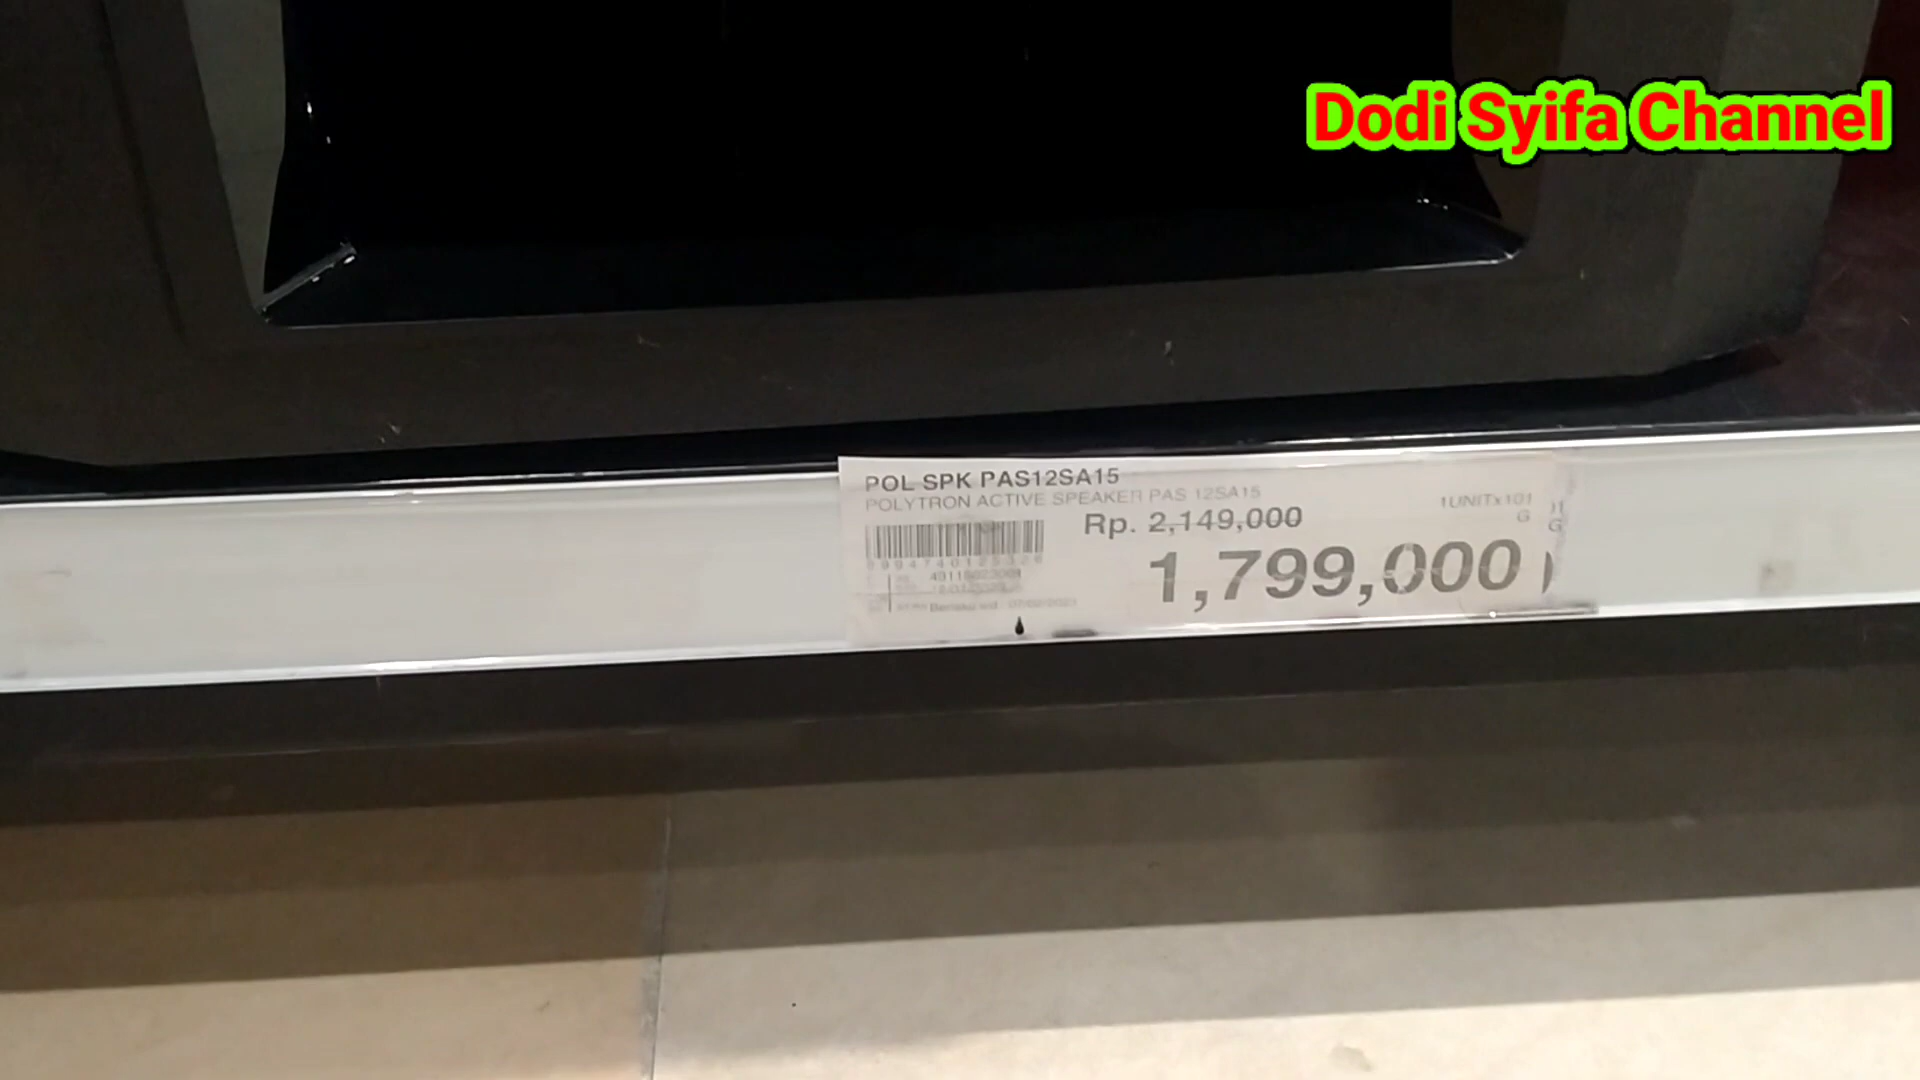 Dodi Syifa Channel
POL SPK PAS12SA15
POLYTRON ACTIVE SPEAKER PAS 12SA15
1UNITx101
G
Rp. 2,149,000
1,799,000